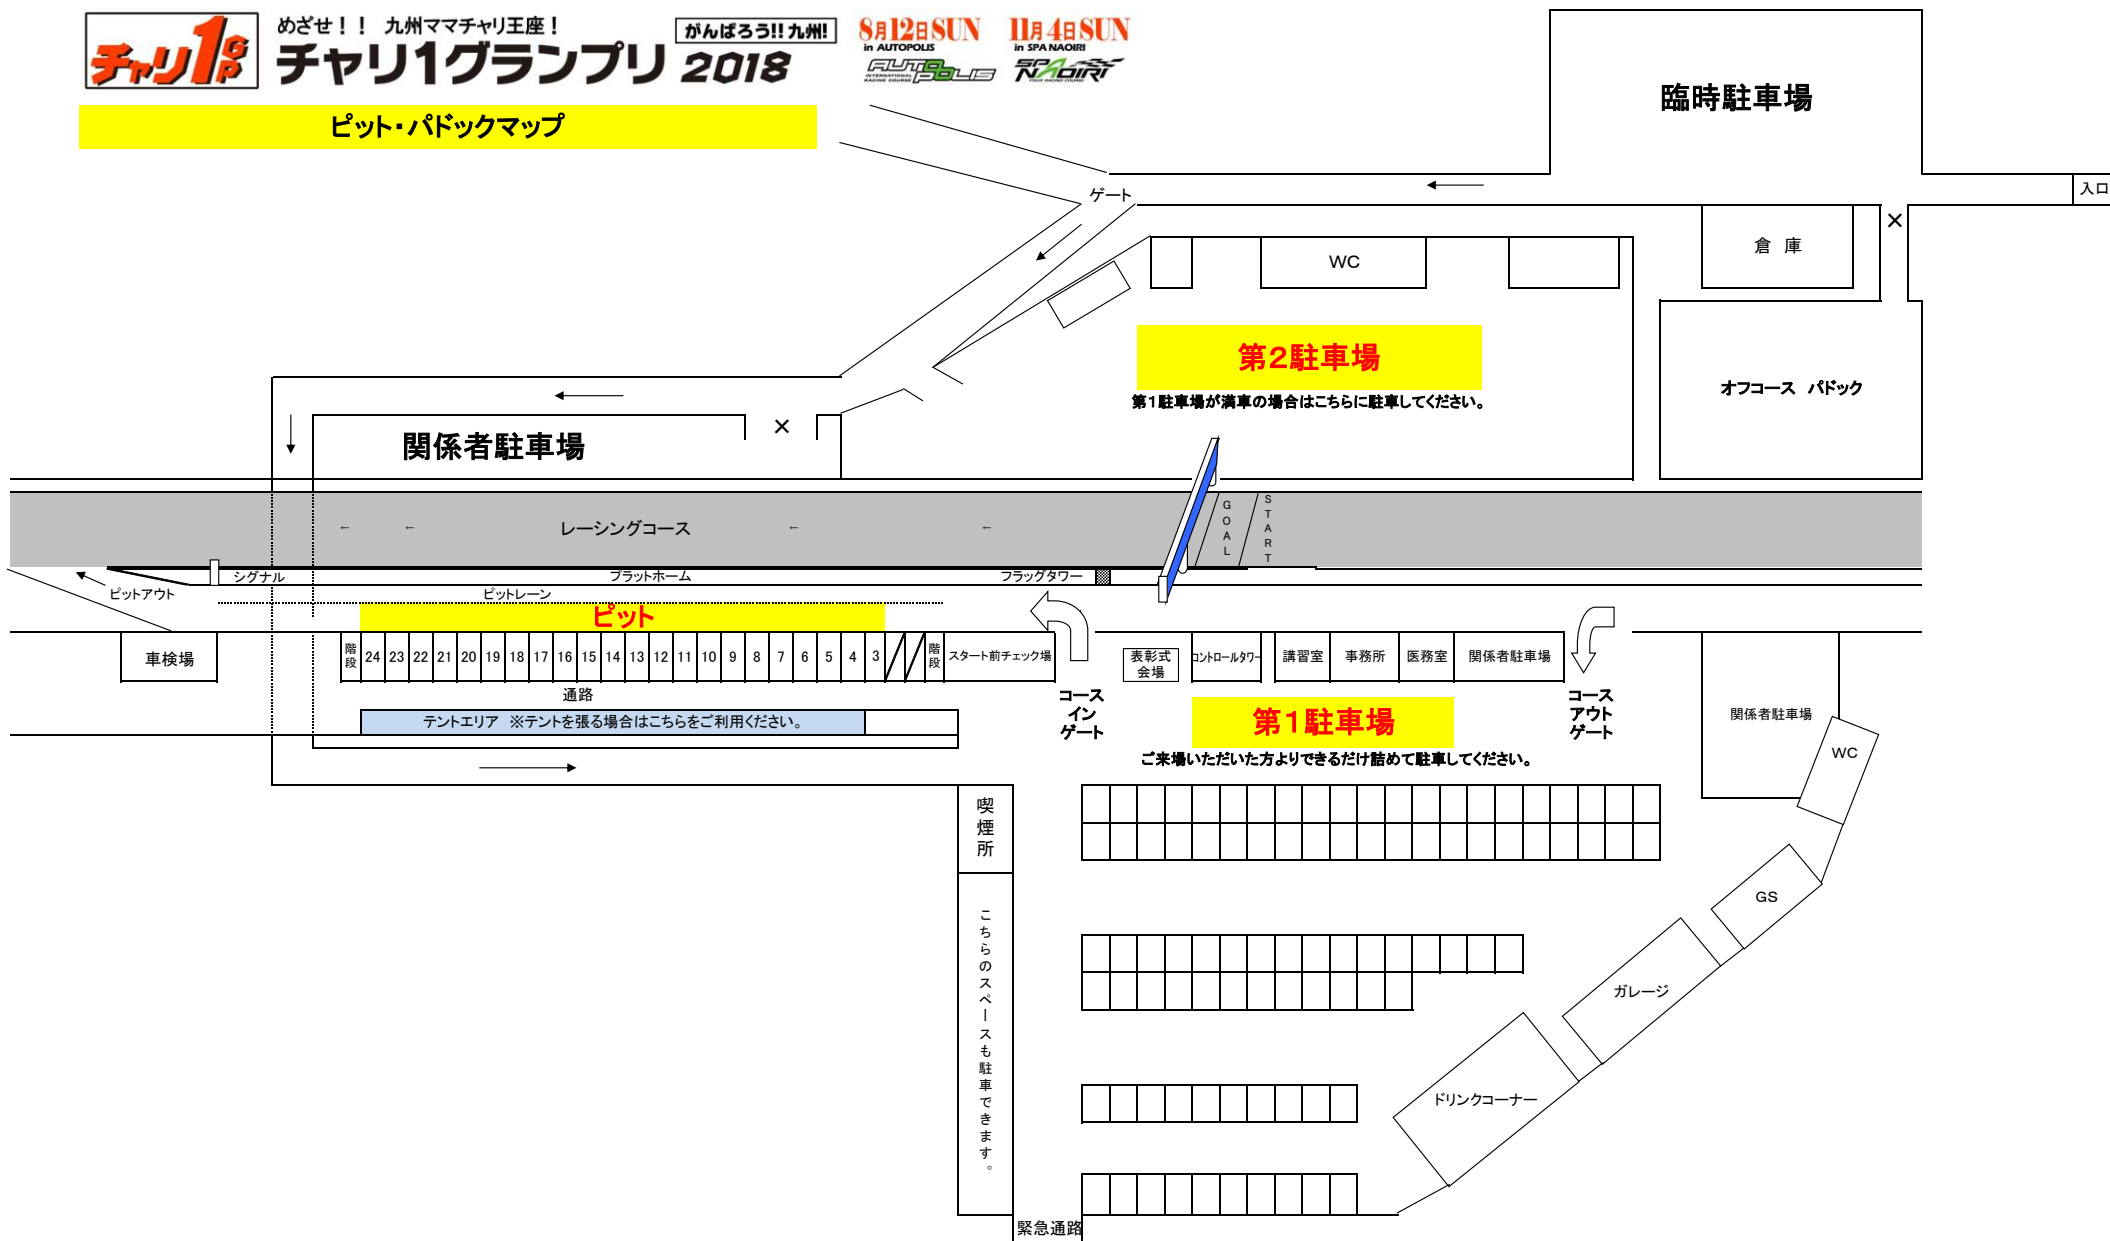 チャリ1GP
めざせ！！ 九州ママチャリ王座！
チャリ1グランプリ 2018
がんばろう!! 九州!
8月12日SUN
in AUTOPOLIS
AUTOPOLIS
INTERNATIONAL RACING COURSE
11月4日SUN
in SPA NAOIRI
SPA NAOIRI
ピット・パドックマップ
臨時駐車場
入口
ゲート
←
×
倉 庫
WC
第２駐車場
第１駐車場が満車の場合はこちらに駐車してください。
オフコース パドック
×
関係者駐車場
GOAL
START
← ← レーシングコース ← ←
シグナル
プラットホーム
フラッグタワー
ピットアウト
ピットレーン
ピット
車検場
階段
24 23 22 21 20 19 18 17 16 15 14 13 12 11 10 9 8 7 6 5 4 3
階段
スタート前チェック場
表彰式
会場
コントロールタワー
講習室
事務所
医務室
関係者駐車場
通路
コース
イン
ゲート
コース
アウト
ゲート
テントエリア ※テントを張る場合はこちらをご利用ください。
第１駐車場
ご来場いただいた方よりできるだけ詰めて駐車してください。
関係者駐車場
WC
喫煙所
こちらのスペースも駐車できます。
GS
ガレージ
ドリンクコーナー
緊急通路